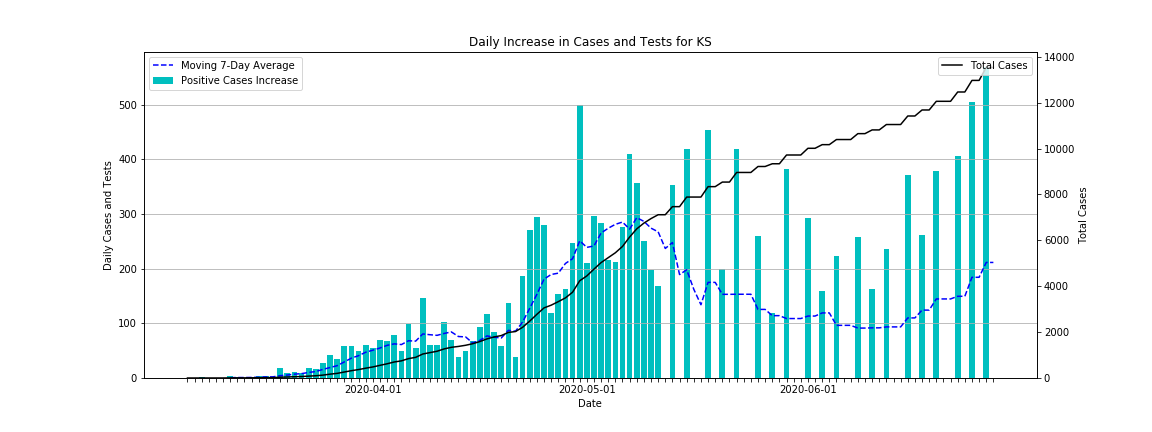 Daily Increase in Cases and Tests for KS
Moving 7-Day Average
Positive Cases Increase
Total Cases
14000
12000
10000
8000
6000
4000
2000
0
500
400
300
200
100
0
Daily Cases and Tests
Total Cases
2020-04-01
2020-05-01
2020-06-01
Date